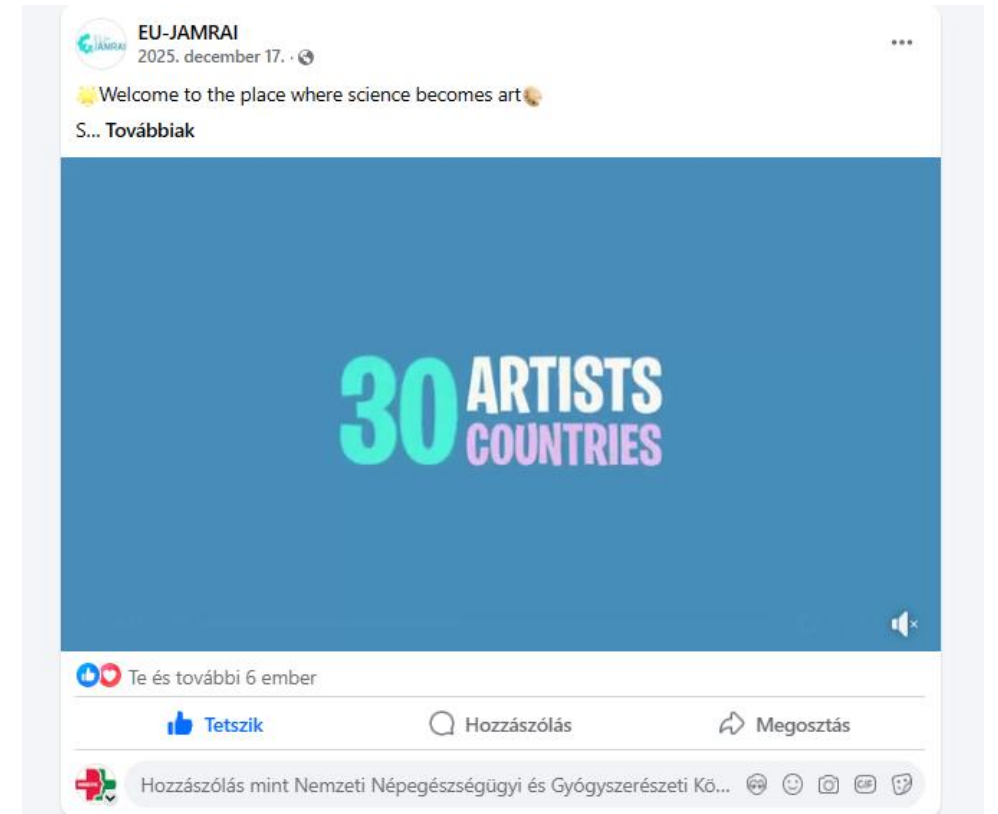 EU-JAMRAI
2025. december 17. ·
🌟Welcome to the place where science becomes art🎨
S... Továbbiak
30 ARTISTS
COUNTRIES
Te és további 6 ember
Tetszik
Hozzászólás
Megosztás
Hozzászólás mint Nemzeti Népegészségügyi és Gyógyszerészeti Kö...
GIF